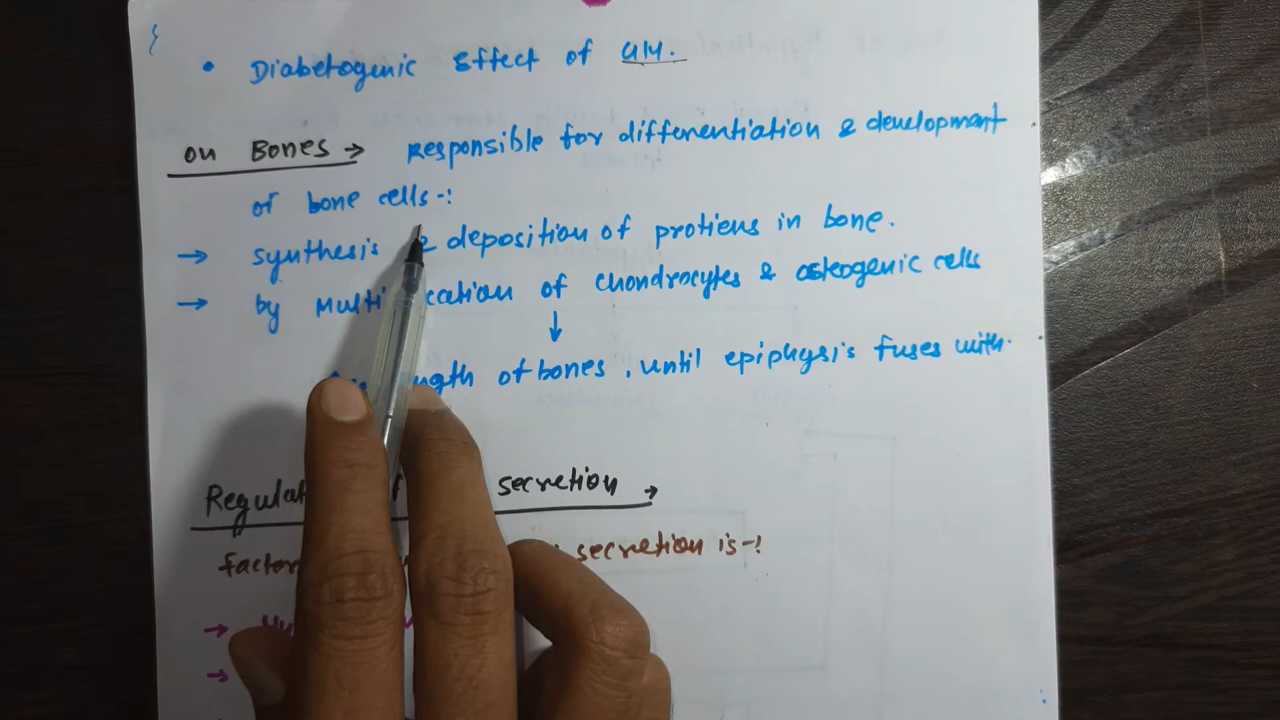 • Diabetogenic Effect of GH.
on Bones → Responsible for differentiation & development
of bone cells-:
→ synthesis & deposition of protiens in bone.
→ by multi cation of chondrocytes & osteogenic cells
↓
of bones, until epiphysis fuses with
secretion →
secretion is-:
→
→